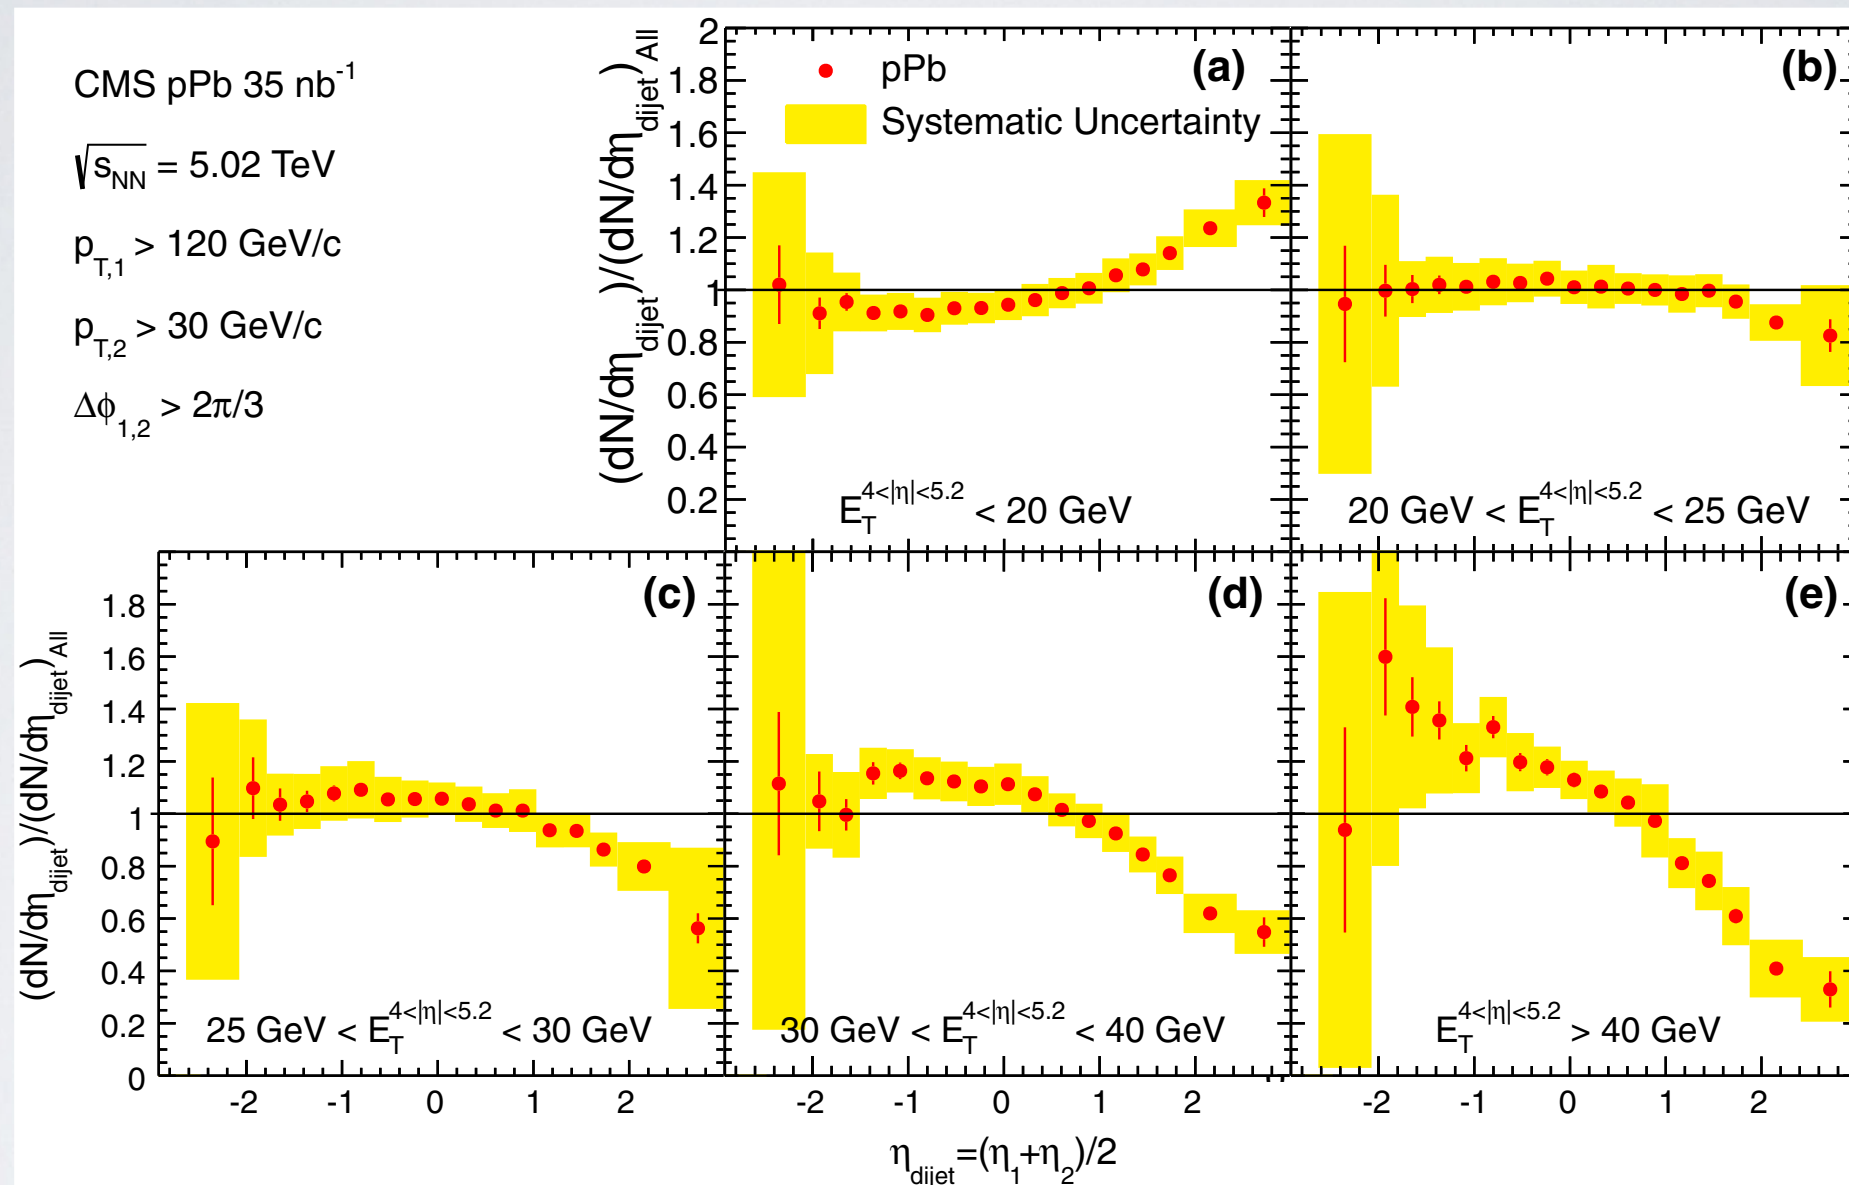 CMS pPb 35 nb⁻¹
√s_NN = 5.02 TeV
p_T,1 > 120 GeV/c
p_T,2 > 30 GeV/c
Δϕ_1,2 > 2π/3
(dN/dη_dijet)/(dN/dη_dijet)_All
2
1.8
1.6
1.4
1.2
1
0.8
0.6
0.4
0.2
pPb
Systematic Uncertainty
(a)
E_T^4<|η|<5.2 < 20 GeV
(b)
20 GeV < E_T^4<|η|<5.2 < 25 GeV
(dN/dη_dijet)/(dN/dη_dijet)_All
1.8
1.6
1.4
1.2
1
0.8
0.6
0.4
0.2
0
(c)
25 GeV < E_T^4<|η|<5.2 < 30 GeV
(d)
30 GeV < E_T^4<|η|<5.2 < 40 GeV
(e)
E_T^4<|η|<5.2 > 40 GeV
-2 -1 0 1 2
-2 -1 0 1 2
-2 -1 0 1 2
η_dijet=(η_1+η_2)/2